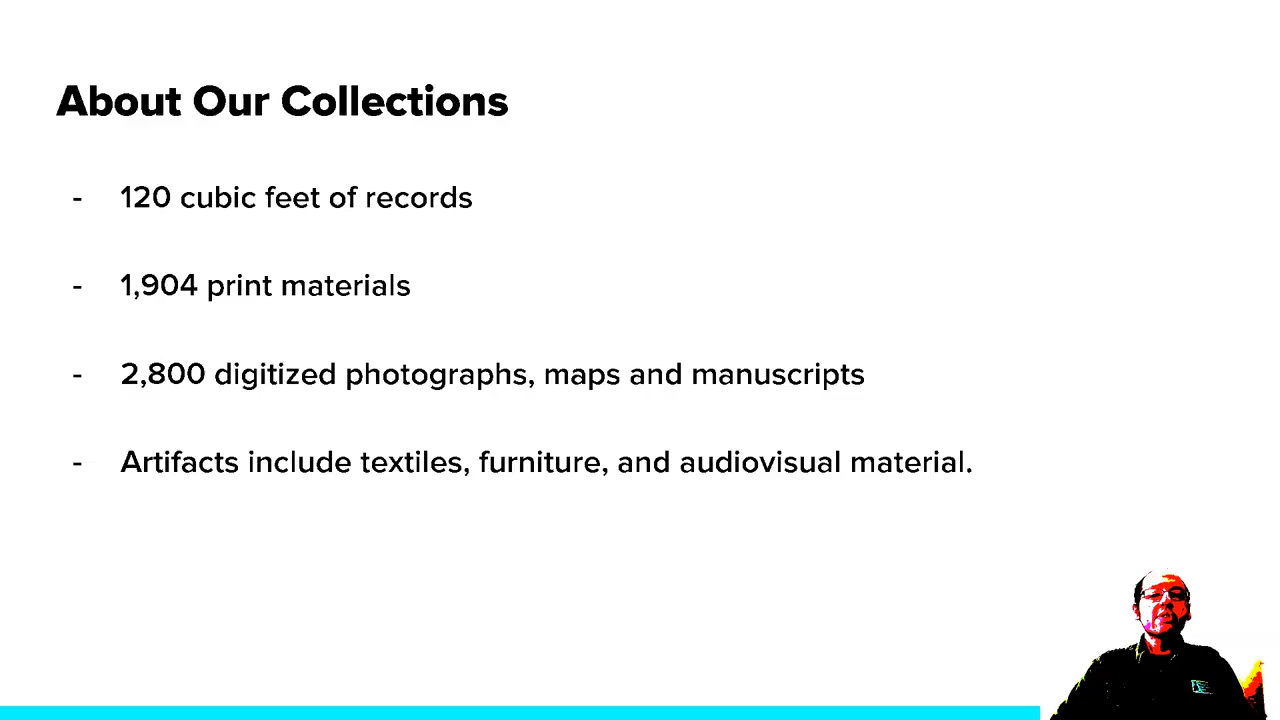 About Our Collections
- 120 cubic feet of records
- 1,904 print materials
- 2,800 digitized photographs, maps and manuscripts
- Artifacts include textiles, furniture, and audiovisual material.